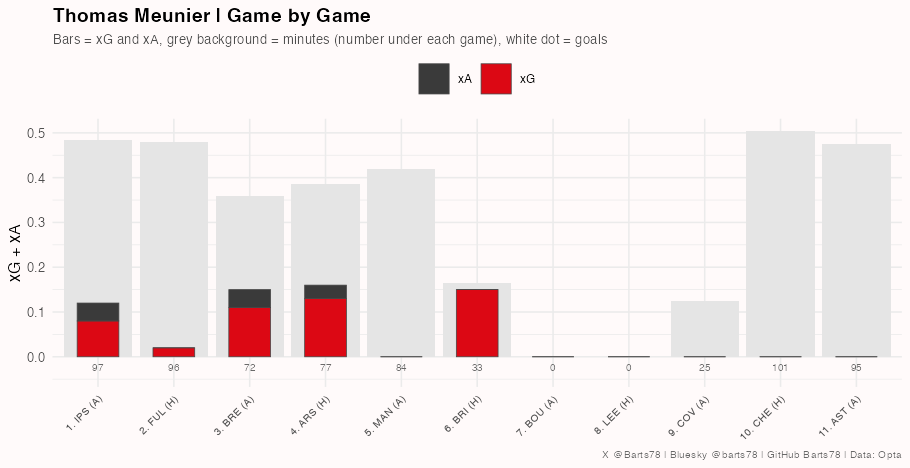 Thomas Meunier | Game by Game
Bars = xG and xA, grey background = minutes (number under each game), white dot = goals
xA xG
xG + xA
0.5
0.4
0.3
0.2
0.1
0.0
97 96 72 77 84 33 0 0 25 101 95
1. IPS (A) 2. FUL (H) 3. BRE (A) 4. ARS (H) 5. MAN (A) 6. BRI (H) 7. BOU (A) 8. LEE (H) 9. COV (A) 10. CHE (H) 11. AST (A)
X @Barts78 | Bluesky @barts78 | GitHub Barts78 | Data: Opta